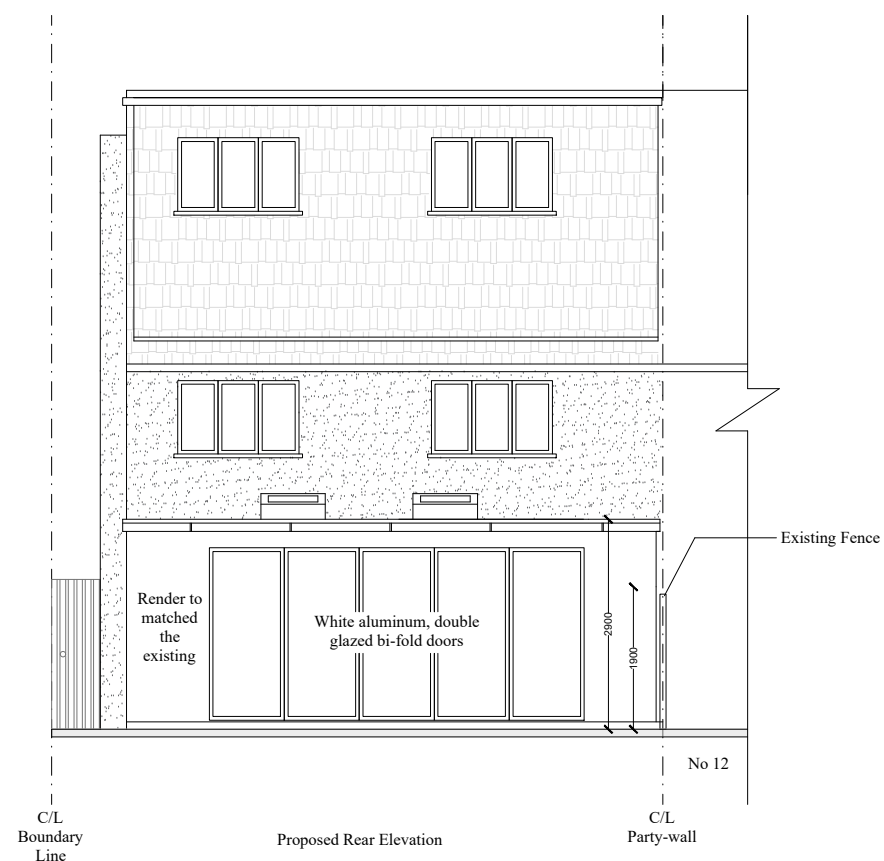 Existing Fence
Render to
matched
the
existing
White aluminum, double
glazed bi-fold doors
2900
1900
No 12
C/L
Boundary
Line
Proposed Rear Elevation
C/L
Party-wall